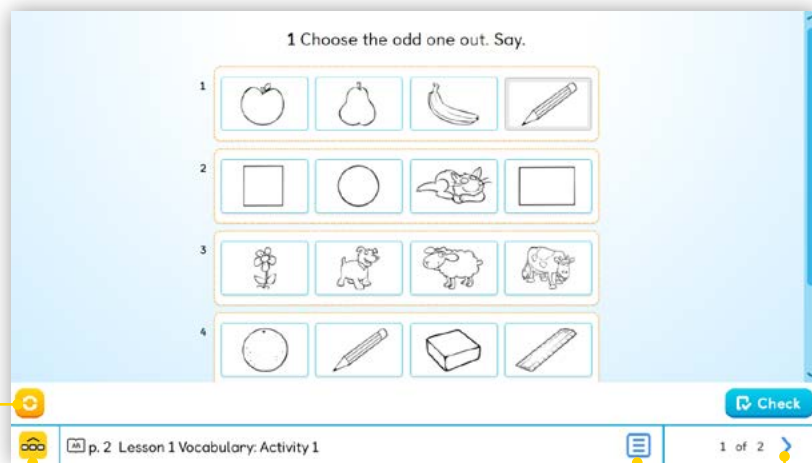 1 Choose the odd one out. Say.
1
2
3
4
Check
AB p. 2 Lesson 1 Vocabulary: Activity 1
1 of 2